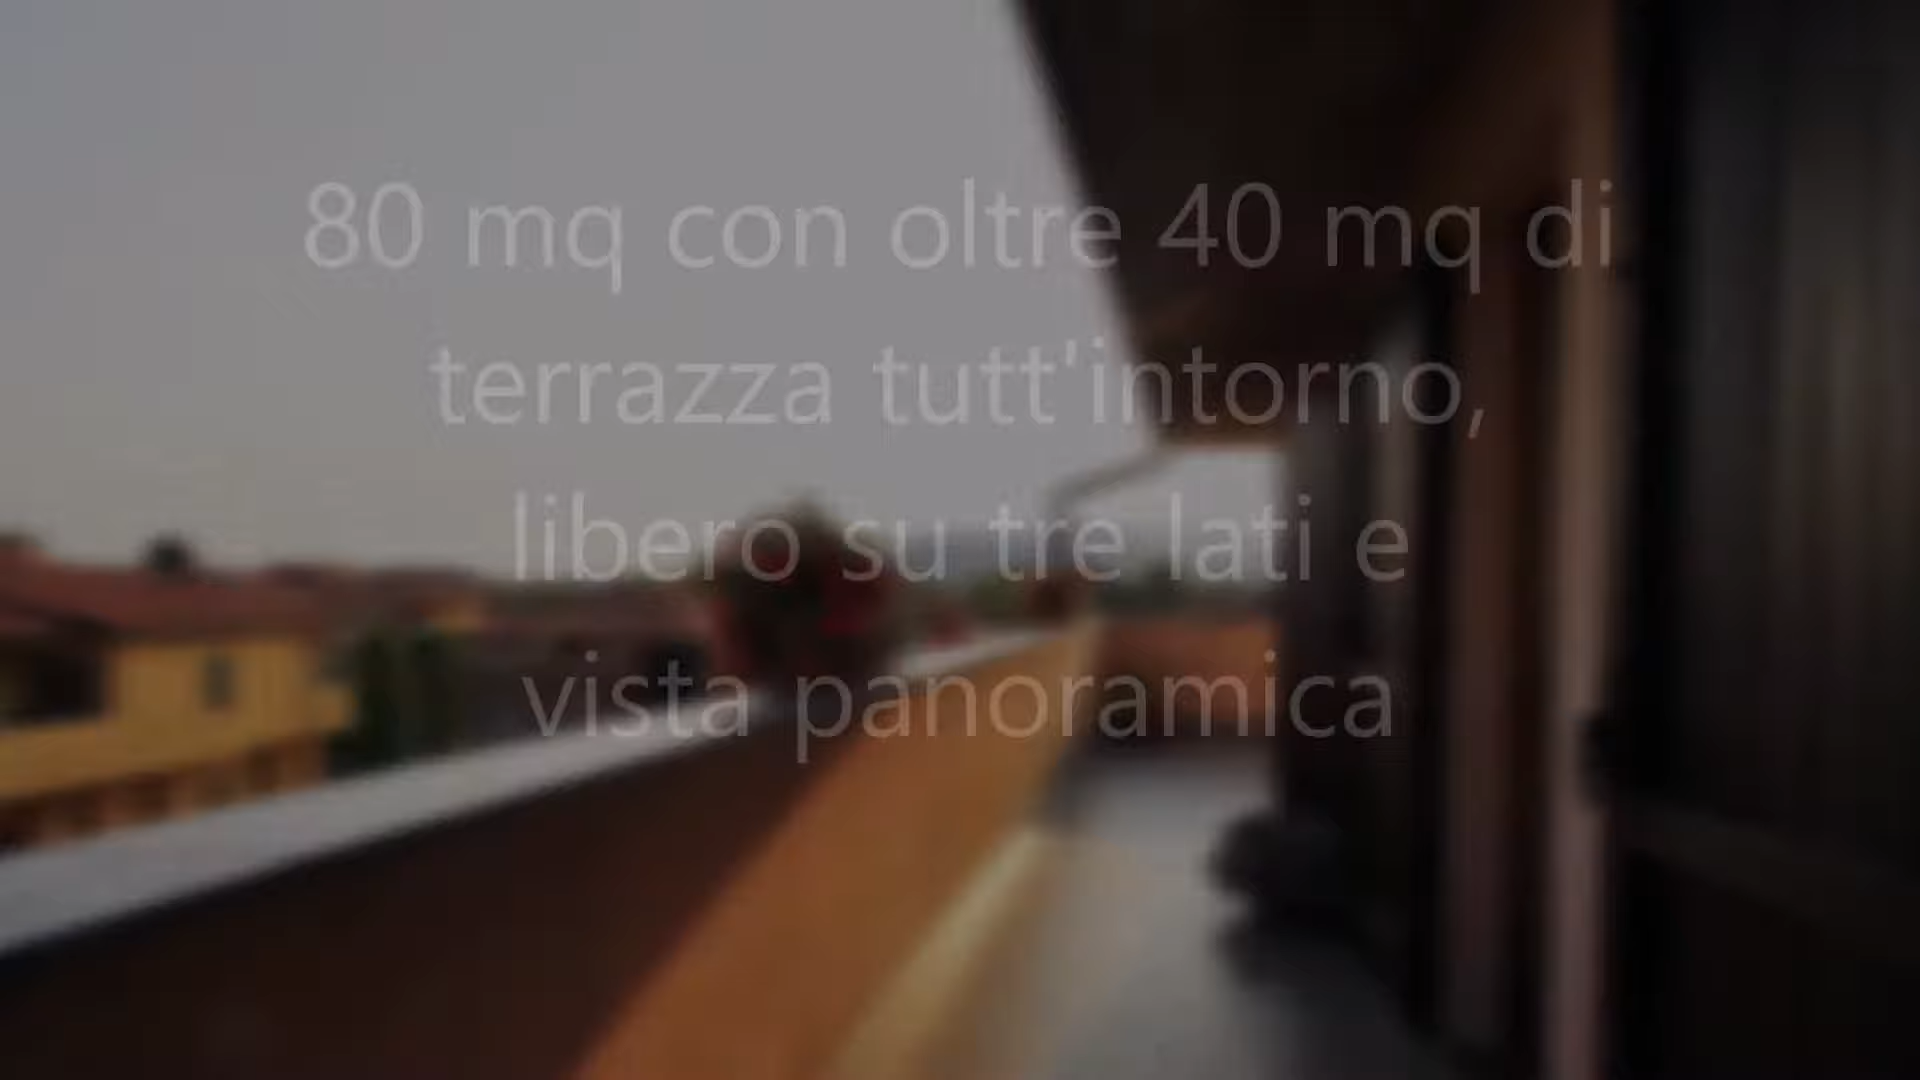 80 mq con oltre 40 mq di
terrazza tutt'intorno,
libero su tre lati e
vista panoramica